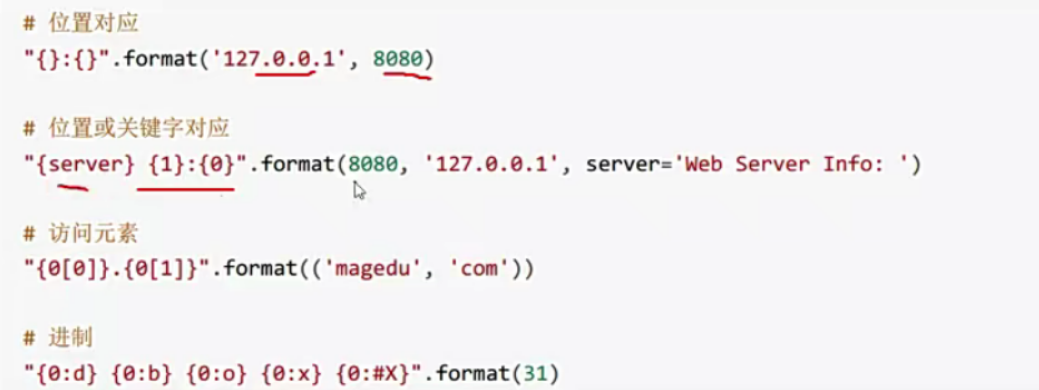 # 位置对应
"{}:{}".format('127.0.0.1', 8080)
# 位置或关键字对应
"{server} {1}:{0}".format(8080, '127.0.0.1', server='Web Server Info: ')
# 访问元素
"{0[0]}.{0[1]}".format(('magedu', 'com'))
# 进制
"{0:d} {0:b} {0:o} {0:x} {0:#X}".format(31)